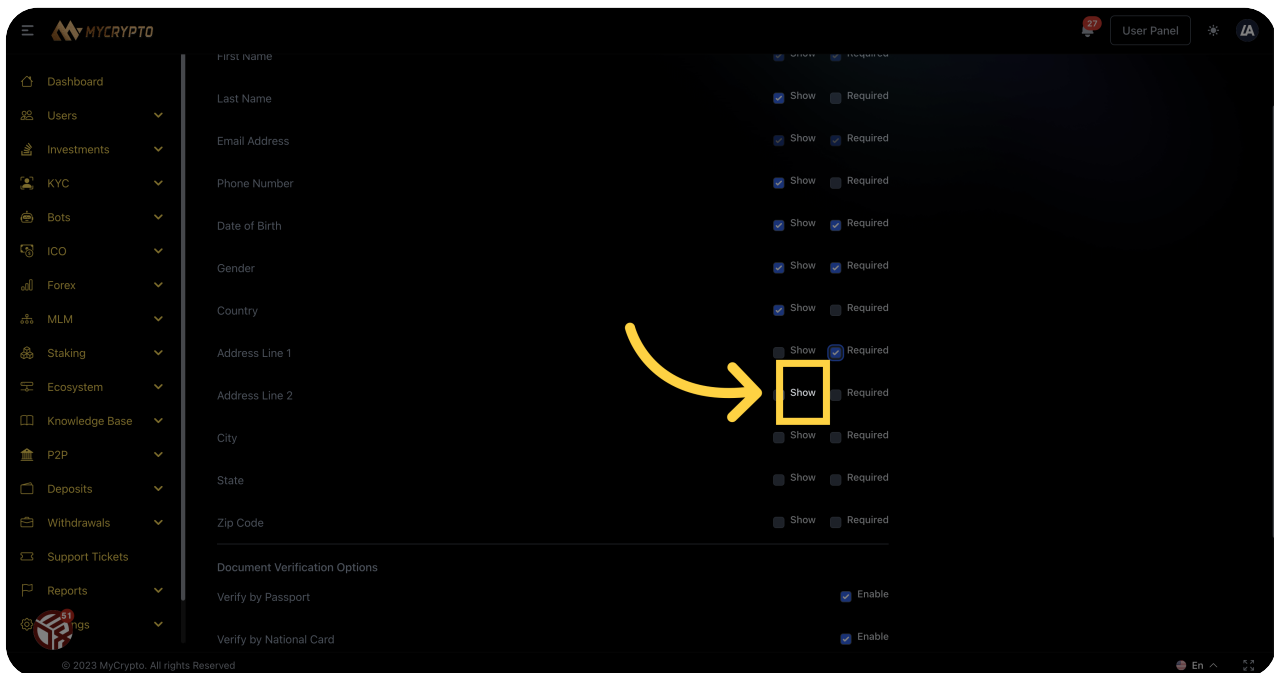 MYCRYPTO
27
User Panel
Dashboard
Users
Investments
KYC
Bots
ICO
Forex
MLM
Staking
Ecosystem
Knowledge Base
P2P
Deposits
Withdrawals
Support Tickets
Reports
51
ngs
First Name Show Required
Last Name Show Required
Email Address Show Required
Phone Number Show Required
Date of Birth Show Required
Gender Show Required
Country Show Required
Address Line 1 Show Required
Address Line 2 Show Required
City Show Required
State Show Required
Zip Code Show Required
Document Verification Options
Verify by Passport Enable
Verify by National Card Enable
© 2023 MyCrypto. All rights Reserved
En